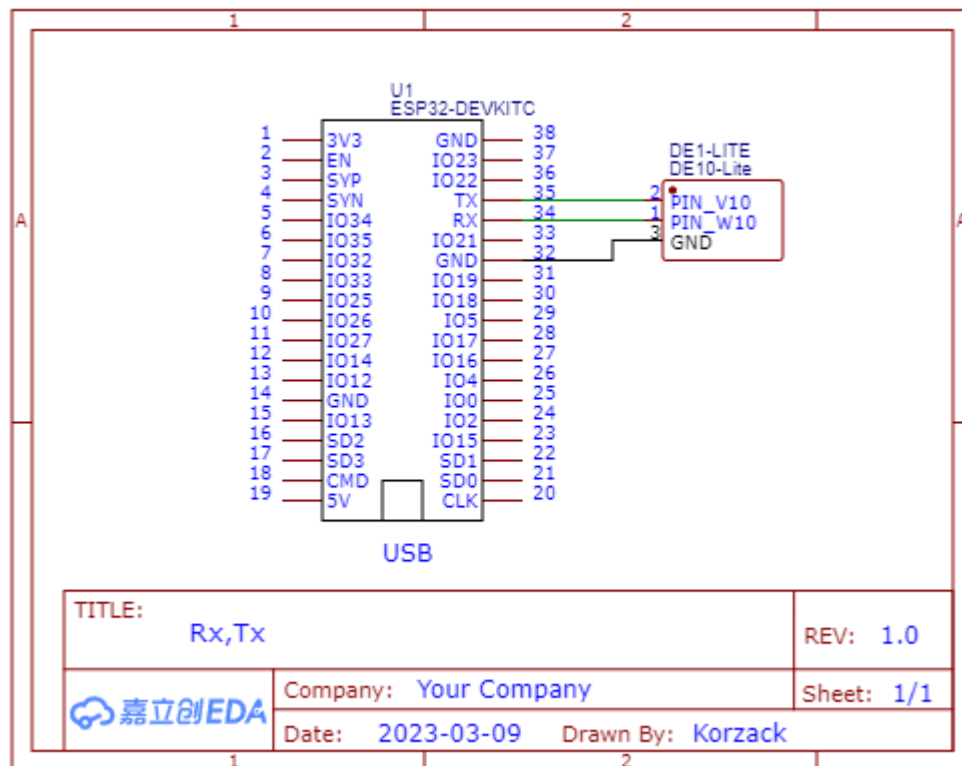 1 2
U1
ESP32-DEVKITC
1 3V3 GND 38
2 EN IO23 37
3 SYP IO22 36
4 SYN TX 35
5 IO34 RX 34
6 IO35 IO21 33
7 IO32 GND 32
8 IO33 IO19 31
9 IO25 IO18 30
10 IO26 IO5 29
11 IO27 IO17 28
12 IO14 IO16 27
13 IO12 IO4 26
14 GND IO0 25
15 IO13 IO2 24
16 SD2 IO15 23
17 SD3 SD1 22
18 CMD SD0 21
19 5V CLK 20
USB
DE1-LITE
DE10-Lite
2 PIN_V10
1 PIN_W10
3 GND
A A
TITLE:
Rx,Tx
REV: 1.0
嘉立创EDA
Company: Your Company
Sheet: 1/1
Date: 2023-03-09 Drawn By: Korzack
1 2